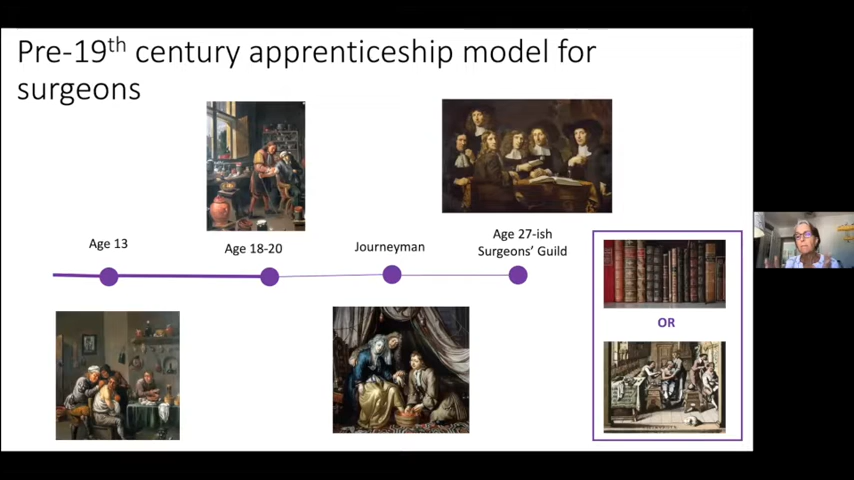 Pre-19th century apprenticeship model for
surgeons
Age 13
Age 18-20
Journeyman
Age 27-ish
Surgeons' Guild
OR